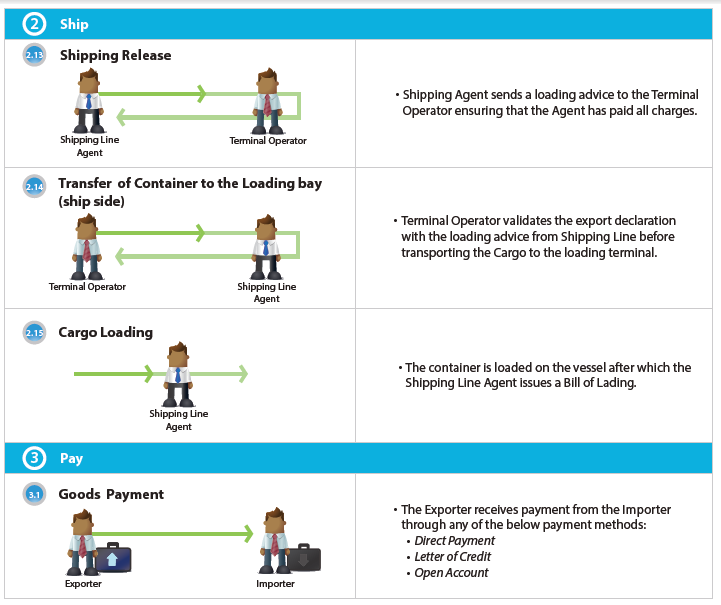 2 Ship
2.13 Shipping Release
Shipping Line
Agent
Terminal Operator
• Shipping Agent sends a loading advice to the Terminal
Operator ensuring that the Agent has paid all charges.
2.14 Transfer of Container to the Loading bay
(ship side)
Terminal Operator
Shipping Line
Agent
• Terminal Operator validates the export declaration
with the loading advice from Shipping Line before
transporting the Cargo to the loading terminal.
2.15 Cargo Loading
Shipping Line
Agent
• The container is loaded on the vessel after which the
Shipping Line Agent issues a Bill of Lading.
3 Pay
3.1 Goods Payment
Exporter
Importer
• The Exporter receives payment from the Importer
through any of the below payment methods:
• Direct Payment
• Letter of Credit
• Open Account